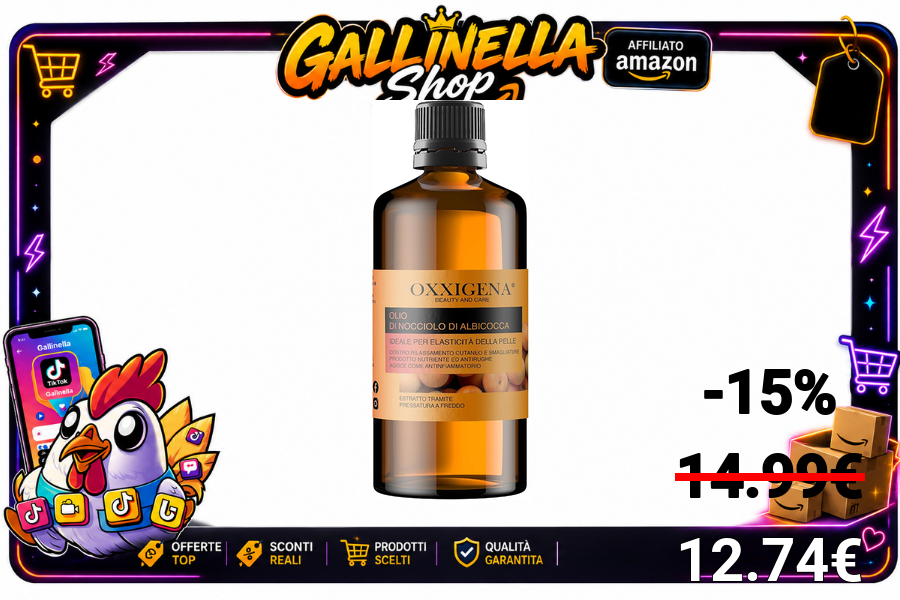 GALLINELLA
Shop
AFFILIATO
amazon
Gallinella
TikTok
Gallinella
OXXIGENA®
BEAUTY AND CARE
OLIO
DI NOCCIOLO DI ALBICOCCA
IDEALE PER ELASTICITÀ DELLA PELLE
CONTRO RILASSAMENTO CUTANEO E SMAGLIATURE
PRODOTTO NUTRIENTE ED ANTIRUGHE
AGISCE COME ANTINFIAMMATORIO
ESTRATTO TRAMITE
PRESSATURA A FREDDO
-15%
14.99€
12.74€
OFFERTE
TOP
SCONTI
REALI
PRODOTTI
SCELTI
QUALITÀ
GARANTITA